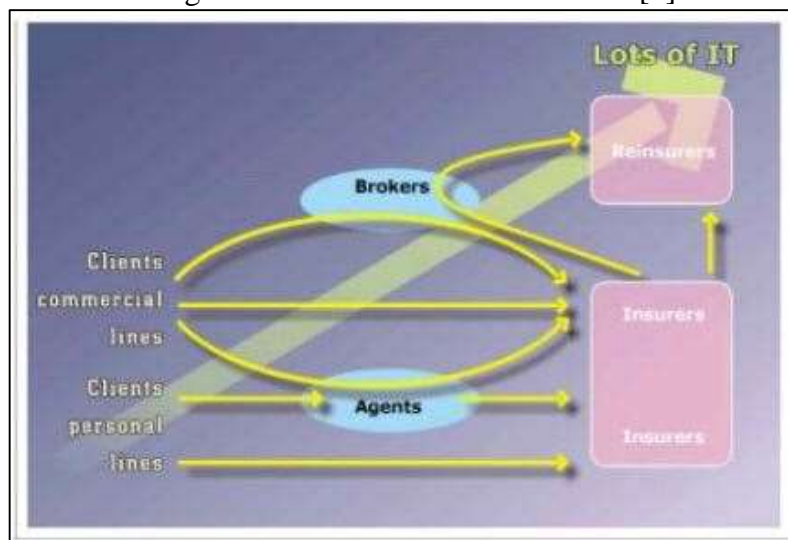 Lots of IT
Reinsurers
Brokers
Clients
commercial
lines
Insurers
Clients
personal
lines
Agents
Insurers